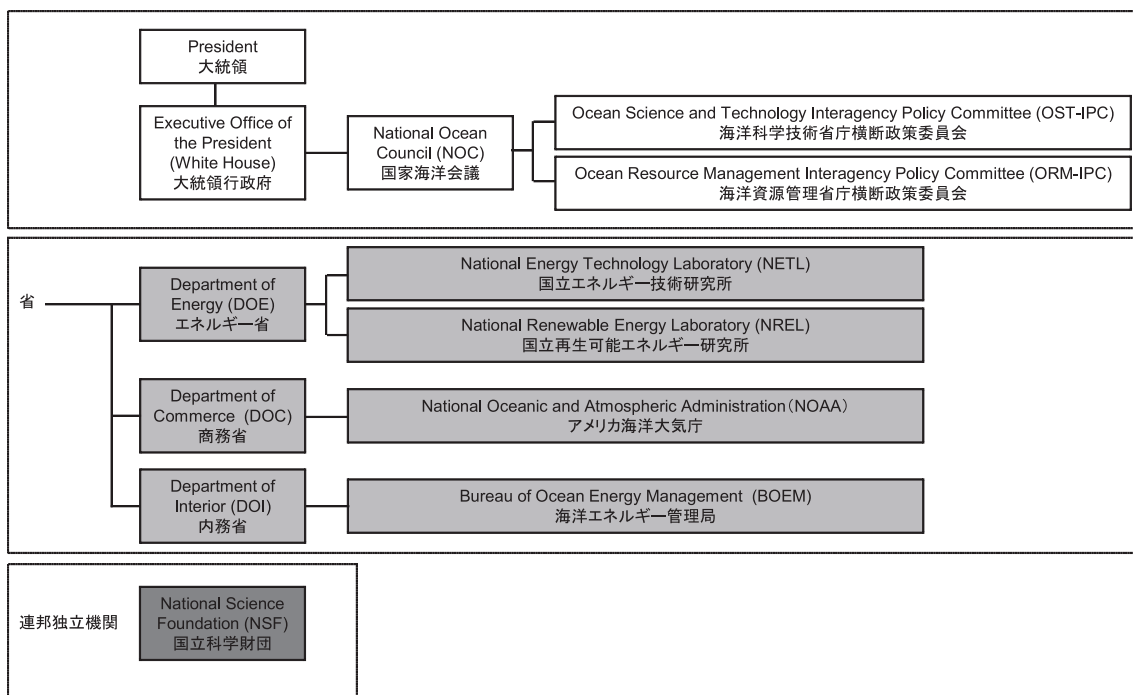 President
大統領
Executive Office of
the President
(White House)
大統領行政府
National Ocean
Council (NOC)
国家海洋会議
Ocean Science and Technology Interagency Policy Committee (OST-IPC)
海洋科学技術省庁横断政策委員会
Ocean Resource Management Interagency Policy Committee (ORM-IPC)
海洋資源管理省庁横断政策委員会
省
Department of
Energy (DOE)
エネルギー省
National Energy Technology Laboratory (NETL)
国立エネルギー技術研究所
National Renewable Energy Laboratory (NREL)
国立再生可能エネルギー研究所
Department of
Commerce (DOC)
商務省
National Oceanic and Atmospheric Administration（NOAA）
アメリカ海洋大気庁
Department of
Interior (DOI)
内務省
Bureau of Ocean Energy Management (BOEM)
海洋エネルギー管理局
連邦独立機関
National Science
Foundation (NSF)
国立科学財団